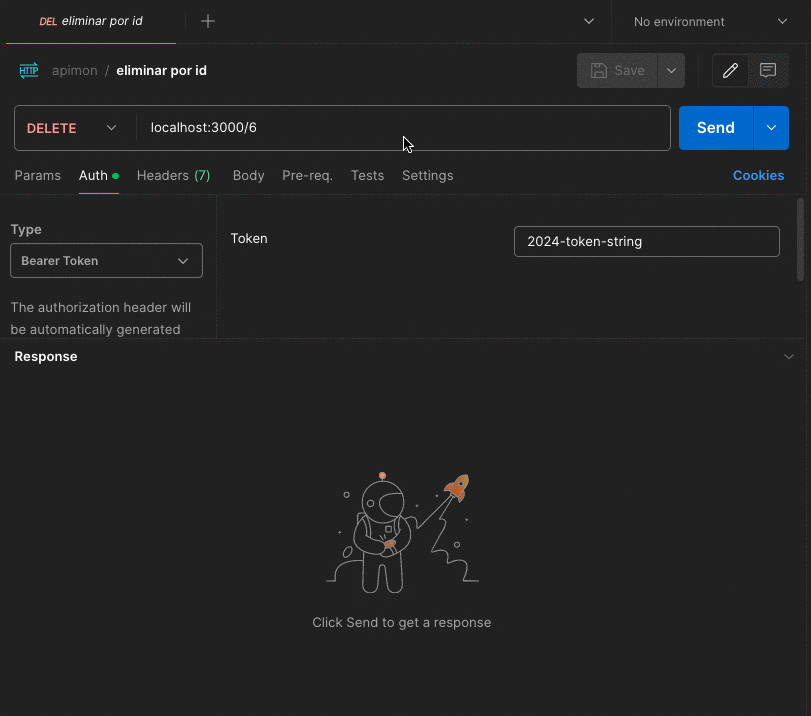 DEL eliminar por id
No environment
HTTP apimon / eliminar por id
Save
DELETE localhost:3000/6 Send
Params Auth Headers (7) Body Pre-req. Tests Settings Cookies
Type
Token 2024-token-string
Bearer Token
The authorization header will
be automatically generated
Response
Click Send to get a response